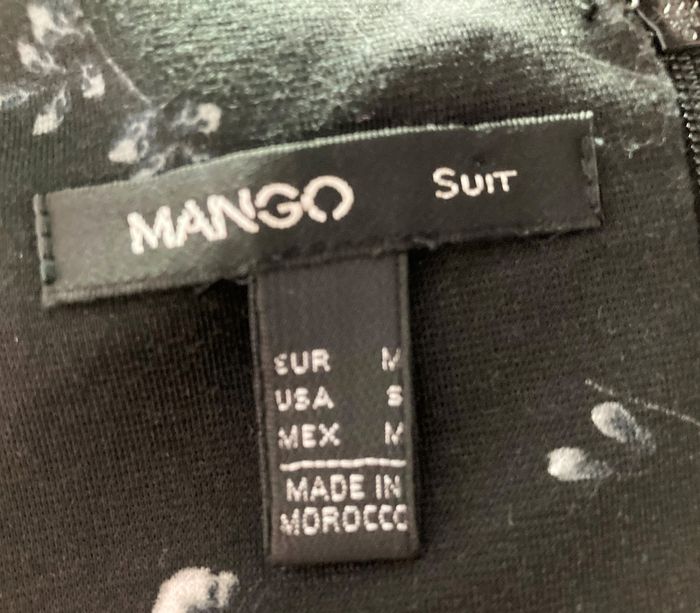 MANGO SUIT
EUR M
USA S
MEX M
MADE IN
MOROCCO